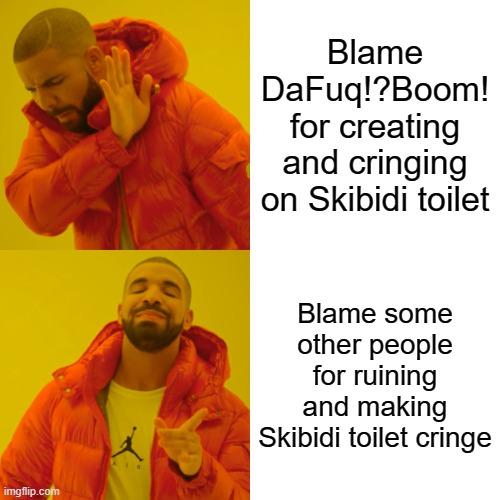 Blame
DaFuq!?Boom!
for creating
and cringing
on Skibidi toilet
Blame some
other people
for ruining
and making
Skibidi toilet cringe
AIR
imgflip.com